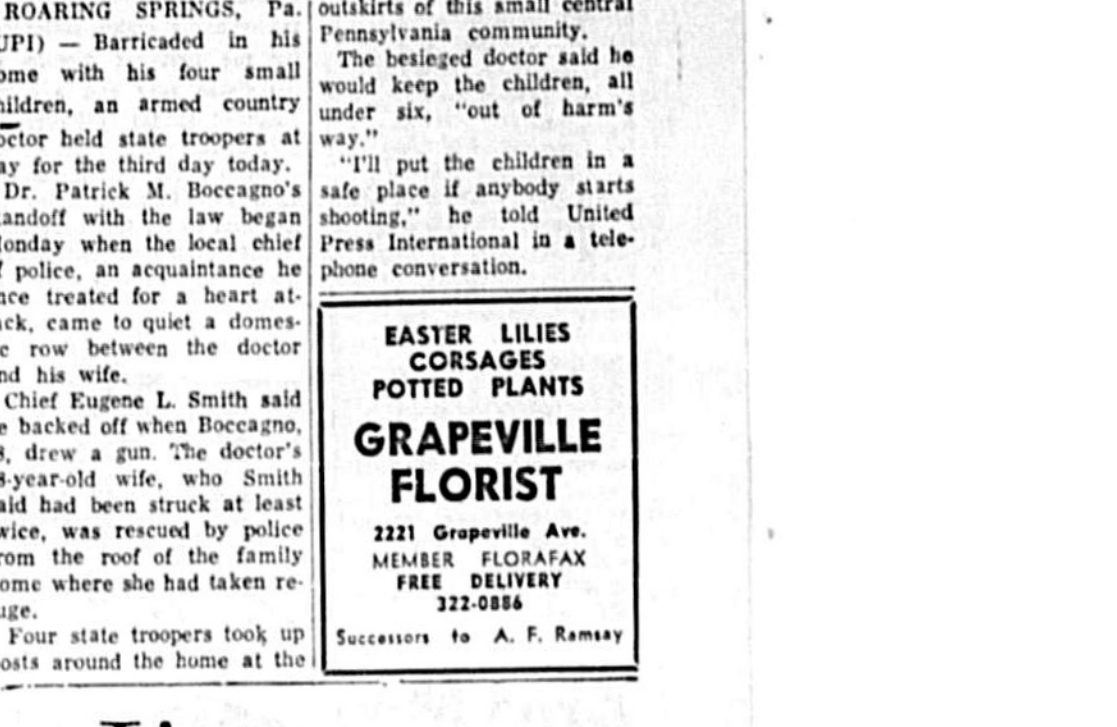 ROARING SPRINGS, Pa.
UPI) — Barricaded in his
ome with his four small
hildren, an armed country
octor held state troopers at
ay for the third day today.
Dr. Patrick M. Boccagno's
andoff with the law began
londay when the local chief
f police, an acquaintance he
nce treated for a heart at-
ack, came to quiet a domes-
c row between the doctor
nd his wife.
Chief Eugene L. Smith said
e backed off when Boccagno,
8, drew a gun. The doctor's
8-year-old wife, who Smith
aid had been struck at least
wice, was rescued by police
rom the roof of the family
ome where she had taken re-
uge.
Four state troopers took up
osts around the home at the
outskirts of this small central
Pennsylvania community.
The besieged doctor said he
would keep the children, all
under six, "out of harm's
way."
"I'll put the children in a
safe place if anybody starts
shooting," he told United
Press International in a tele-
phone conversation.
EASTER LILIES
CORSAGES
POTTED PLANTS
GRAPEVILLE
FLORIST
2221 Grapeville Ave.
MEMBER FLORAFAX
FREE DELIVERY
322-0886
Successors to A. F. Ramsay